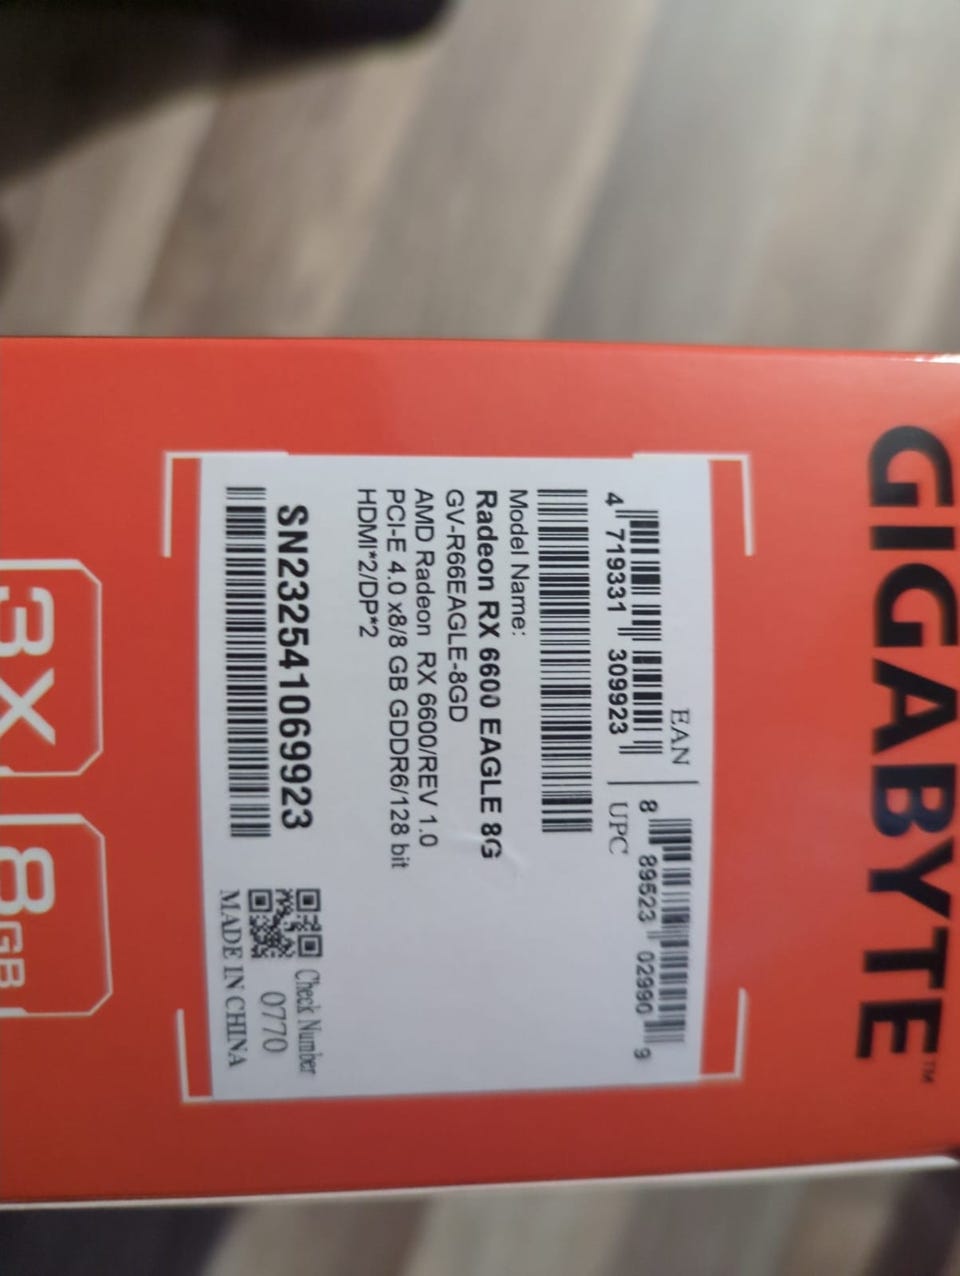 GIGABYTE™
EAN
UPC
4 719331 309923
8 89523 02990 9
Model Name:
Radeon RX 6600 EAGLE 8G
GV-R66EAGLE-8GD
AMD Radeon RX 6600/REV 1.0
PCI-E 4.0 x8/8 GB GDDR6/128 bit
HDMI*2/DP*2
SN232541069923
Check Number
0770
MADE IN CHINA
3X
8GB